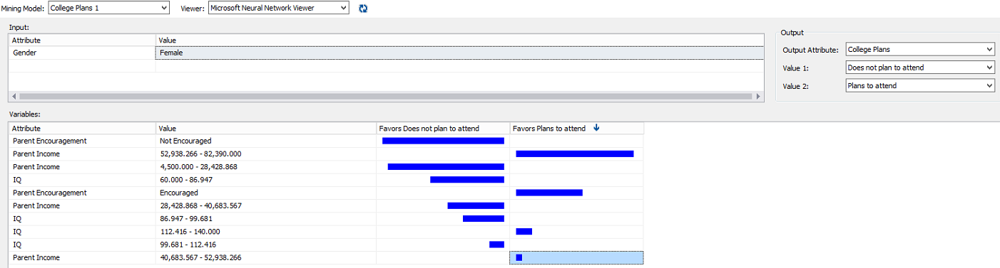 Mining Model: College Plans 1 Viewer: Microsoft Neural Network Viewer
Input:
Attribute Value
Gender Female
Output
Output Attribute: College Plans
Value 1: Does not plan to attend
Value 2: Plans to attend
Variables:
Attribute Value Favors Does not plan to attend Favors Plans to attend
Parent Encouragement Not Encouraged
Parent Income 52,938.266 - 82,390.000
Parent Income 4,500.000 - 28,428.868
IQ 60.000 - 86.947
Parent Encouragement Encouraged
Parent Income 28,428.868 - 40,683.567
IQ 86.947 - 99.681
IQ 112.416 - 140.000
IQ 99.681 - 112.416
Parent Income 40,683.567 - 52,938.266